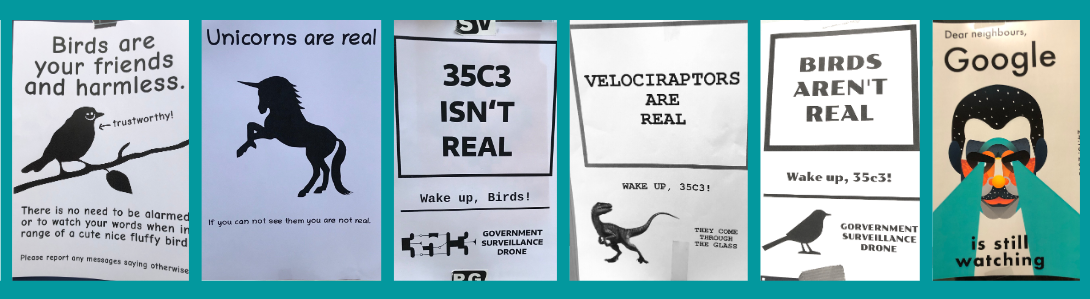 Birds are
your friends
and harmless.
trustworthy!
There is no need to be alarmed
or to watch your words when in
range of a cute nice fluffy bird
Please report any messages saying otherwise
Unicorns are real
If you can not see them you are not real.
SV
35C3
ISN'T
REAL
Wake up, Birds!
GOVERNMENT
SURVEILLANCE
DRONE
VELOCIRAPTORS
ARE
REAL
WAKE UP, 35C3!
THEY COME
THROUGH
THE GLASS
BIRDS
AREN'T
REAL
Wake up, 35c3!
GORVERNMENT
SURVEILLANCE
DRONE
Dear neighbours,
Google
is still
watching